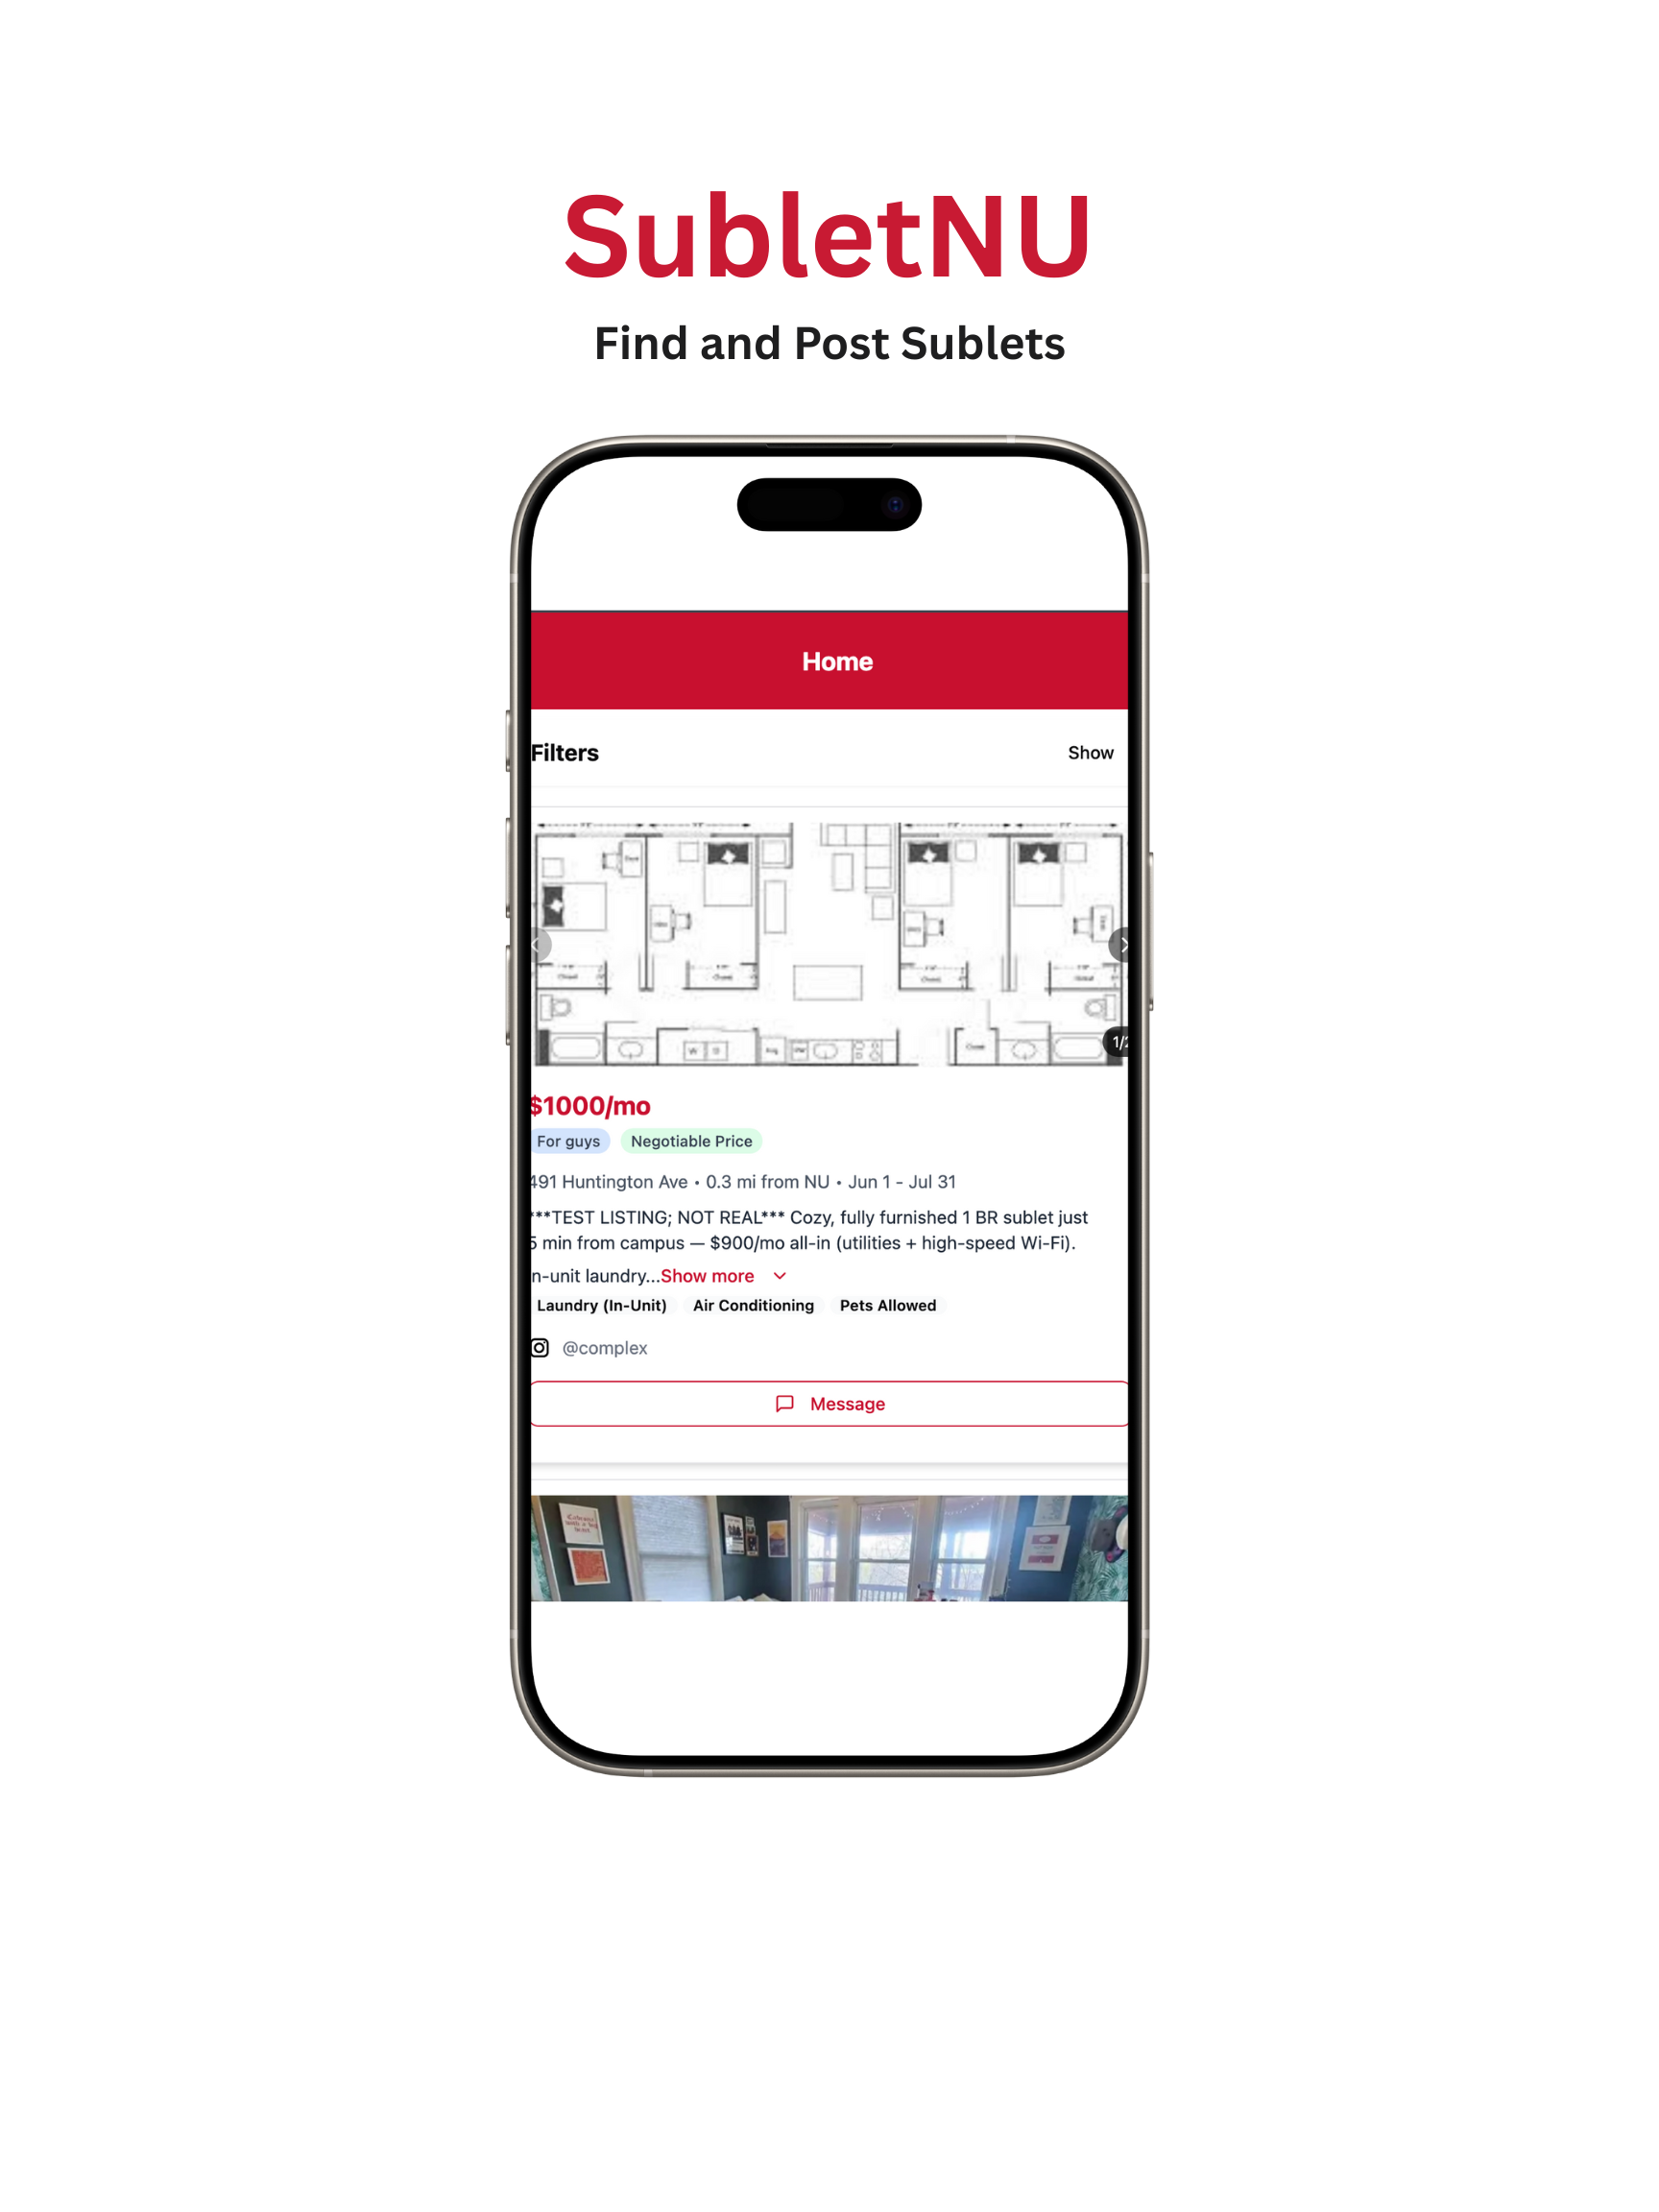 SubletNU
Find and Post Sublets
Home
Filters
Show
1/2
$1000/mo
For guys
Negotiable Price
491 Huntington Ave • 0.3 mi from NU • Jun 1 - Jul 31
***TEST LISTING; NOT REAL*** Cozy, fully furnished 1 BR sublet just
5 min from campus — $900/mo all-in (utilities + high-speed Wi-Fi).
In-unit laundry...Show more
Laundry (In-Unit)
Air Conditioning
Pets Allowed
@complex
Message